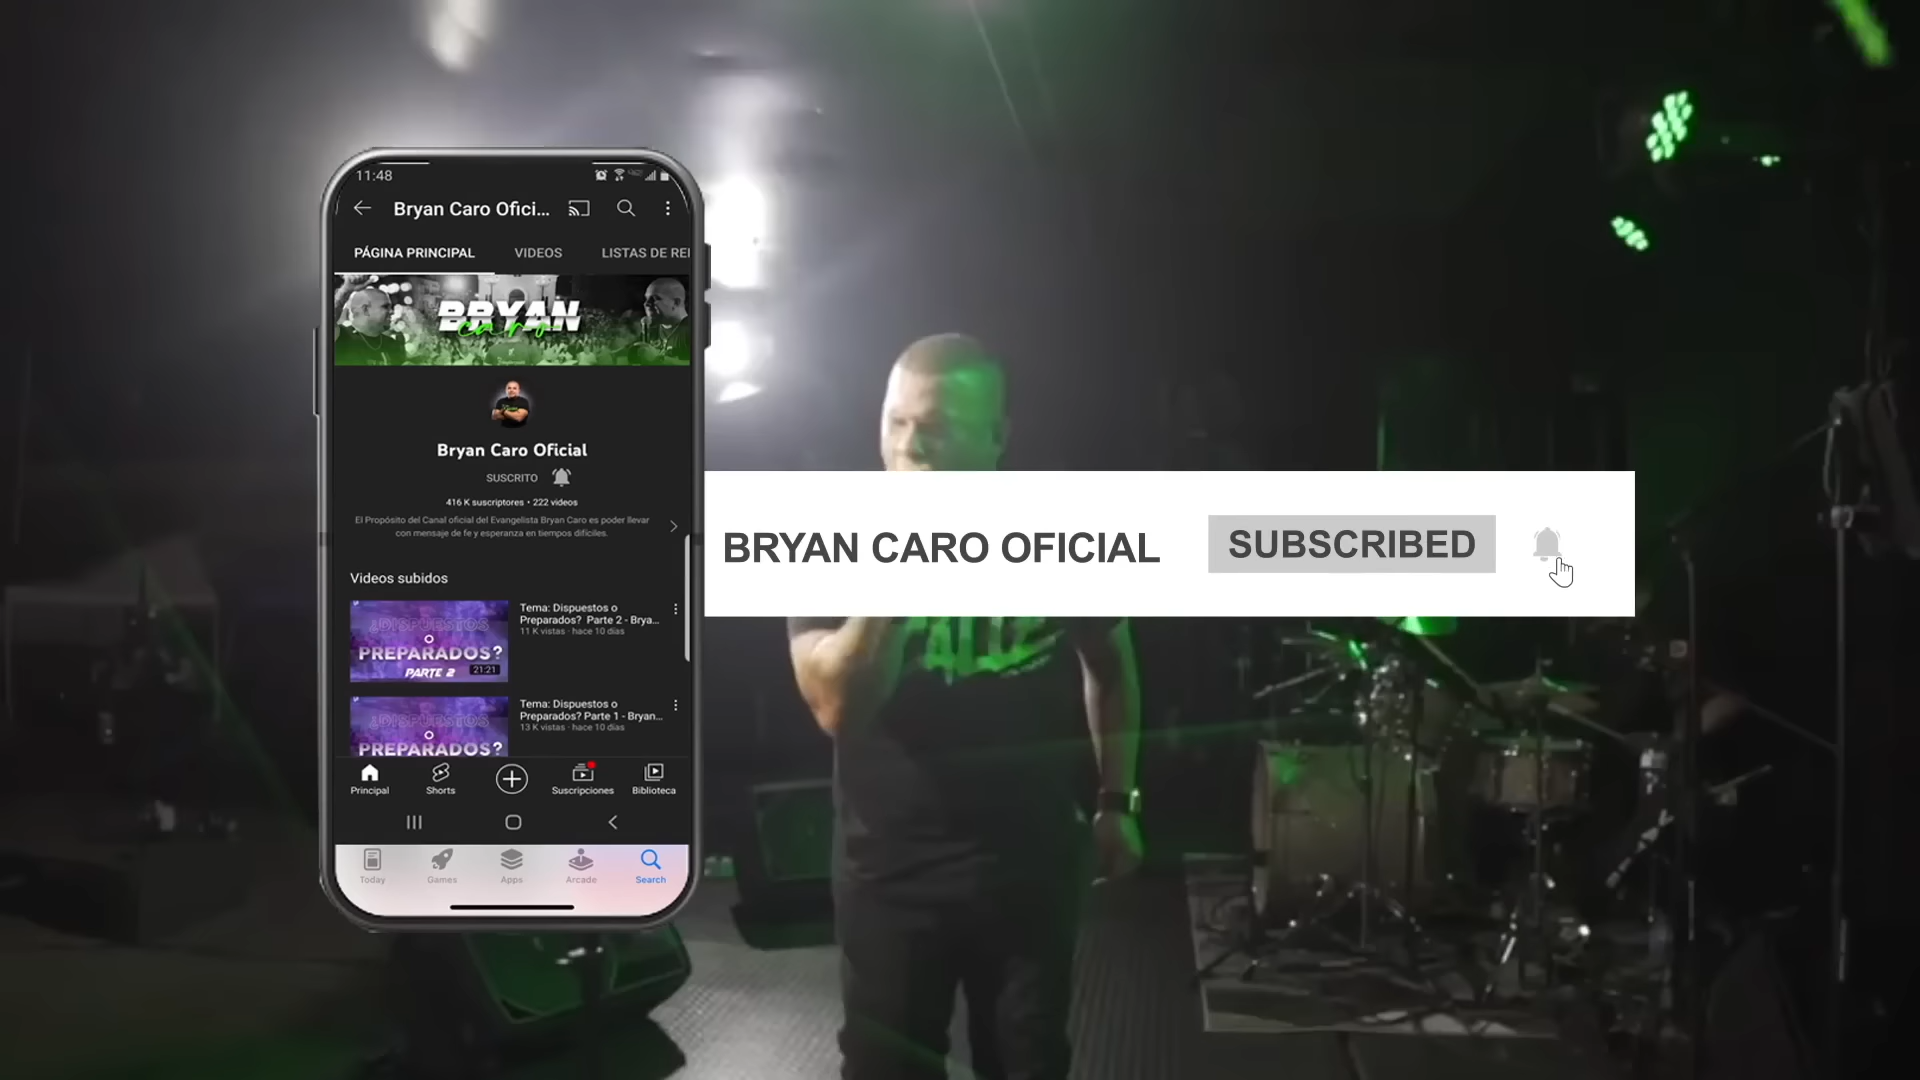 11:48
Bryan Caro Ofici...
PÁGINA PRINCIPAL VIDEOS LISTAS DE REI
BRYAN
caro
Bryan Caro Oficial
SUSCRITO
416 K suscriptores • 222 videos
El Propósito del Canal oficial del Evangelista Bryan Caro es poder llevar
con mensaje de fe y esperanza en tiempos difíciles.
Videos subidos
¿DISPUESTOS
O
PREPARADOS?
PARTE 2
21:21
Tema: Dispuestos o
Preparados? Parte 2 - Brya...
11 K vistas · hace 10 días
¿DISPUESTOS
O
PREPARADOS?
Tema: Dispuestos o
Preparados? Parte 1 - Bryan...
13 K vistas · hace 10 días
Principal Shorts Suscripciones Biblioteca
Today Games Apps Arcade Search
BRYAN CARO OFICIAL SUBSCRIBED